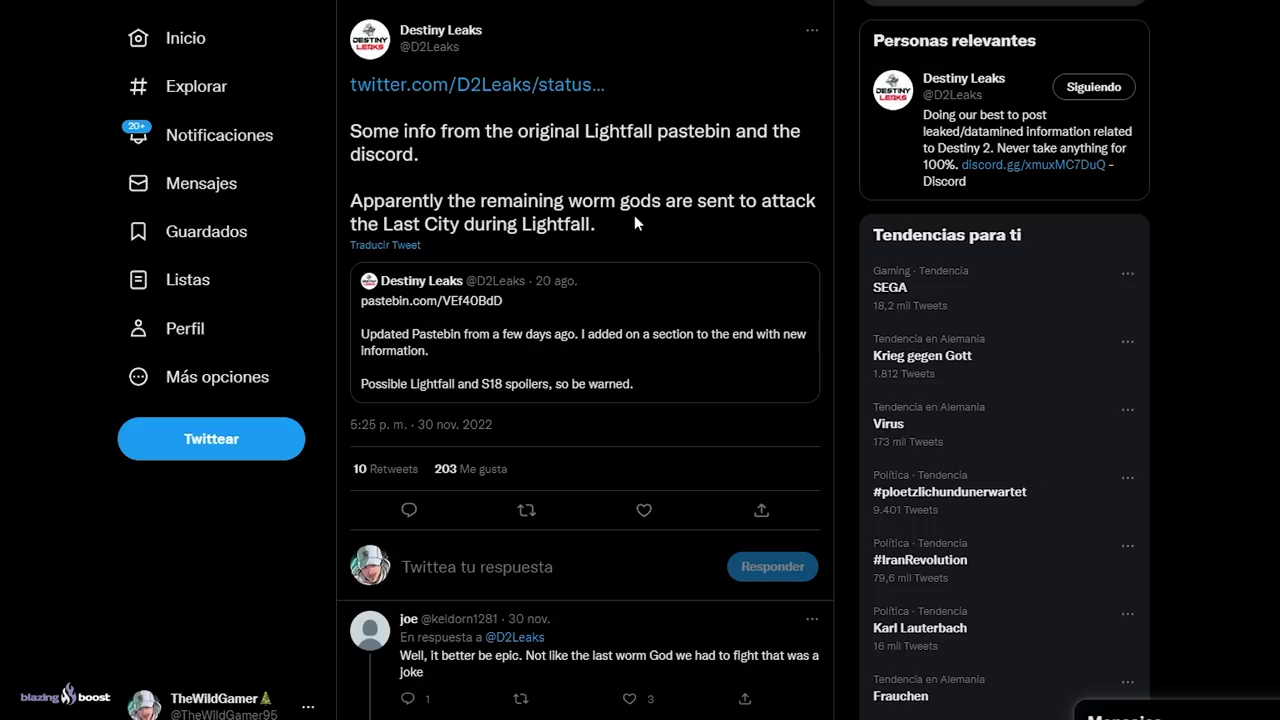 Inicio
Explorar
20+
Notificaciones
Mensajes
Guardados
Listas
Perfil
Más opciones
Twittear
blazing boost
TheWildGamer🎄
@TheWildGamer95
DESTINY
LEAKS
Destiny Leaks
@D2Leaks
twitter.com/D2Leaks/status...
Some info from the original Lightfall pastebin and the
discord.
Apparently the remaining worm gods are sent to attack
the Last City during Lightfall.
Traducir Tweet
Destiny Leaks @D2Leaks · 20 ago.
pastebin.com/VEf40BdD
Updated Pastebin from a few days ago. I added on a section to the end with new
information.
Possible Lightfall and S18 spoilers, so be warned.
5:25 p. m. · 30 nov. 2022
10 Retweets 203 Me gusta
Twittea tu respuesta
Responder
joe @keldorn1281 · 30 nov.
En respuesta a @D2Leaks
Well, it better be epic. Not like the last worm God we had to fight that was a
joke
1
3
Personas relevantes
DESTINY
LEAKS
Destiny Leaks
@D2Leaks
Siguiendo
Doing our best to post
leaked/datamined information related
to Destiny 2. Never take anything for
100%. discord.gg/xmuxMC7DuQ -
Discord
Tendencias para ti
Gaming · Tendencia
SEGA
18,2 mil Tweets
Tendencia en Alemania
Krieg gegen Gott
1.812 Tweets
Tendencia en Alemania
Virus
173 mil Tweets
Política · Tendencia
#ploetzlichundunerwartet
9.401 Tweets
Política · Tendencia
#IranRevolution
79,6 mil Tweets
Política · Tendencia
Karl Lauterbach
16 mil Tweets
Tendencia en Alemania
Frauchen
Mensajes